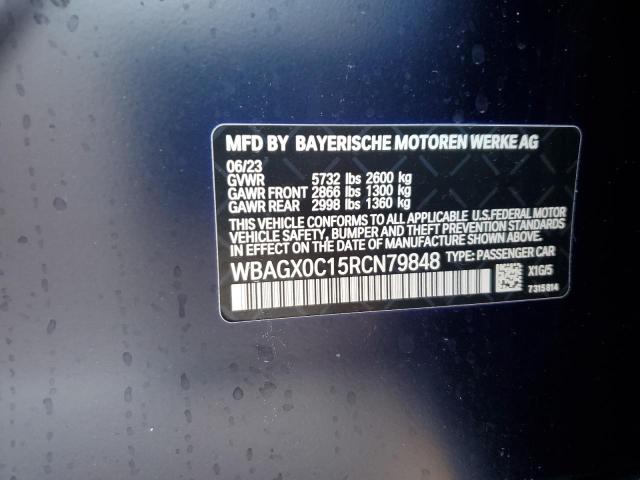 MFD BY BAYERISCHE MOTOREN WERKE AG
06/23
GVWR 5732 lbs 2600 kg
GAWR FRONT 2866 lbs 1300 kg
GAWR REAR 2998 lbs 1360 kg
THIS VEHICLE CONFORMS TO ALL APPLICABLE U.S. FEDERAL MOTOR
VEHICLE SAFETY, BUMPER AND THEFT PREVENTION STANDARDS
IN EFFECT ON THE DATE OF MANUFACTURE SHOWN ABOVE.
WBAGX0C15RCN79848 TYPE: PASSENGER CAR
X1G/5
7315814